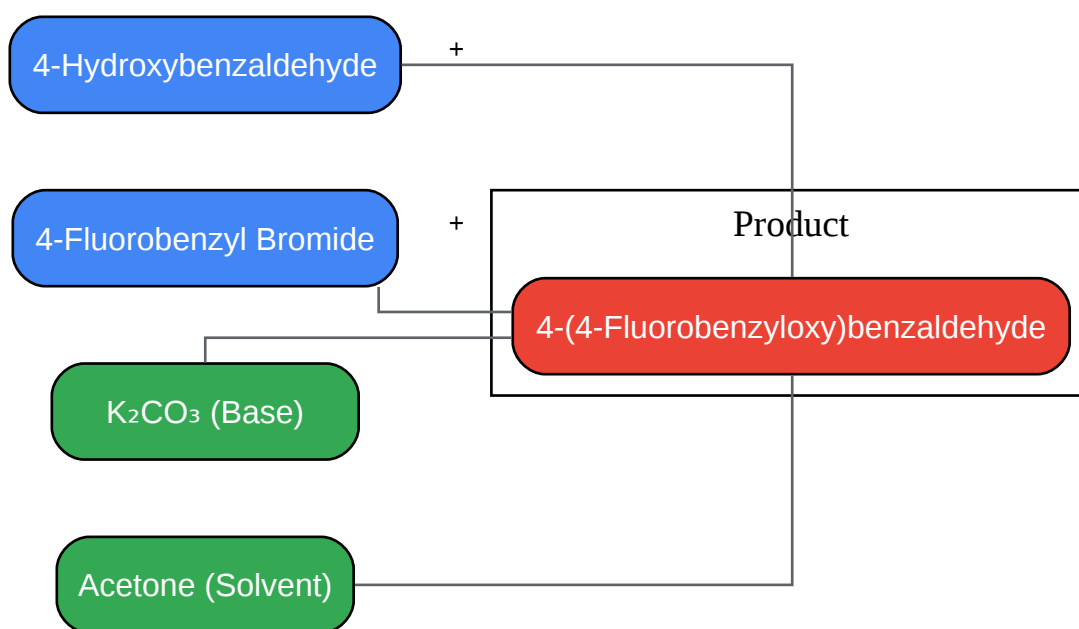 4-Hydroxybenzaldehyde
+
4-Fluorobenzyl Bromide
+
Product
4-(4-Fluorobenzyloxy)benzaldehyde
K₂CO₃ (Base)
Acetone (Solvent)